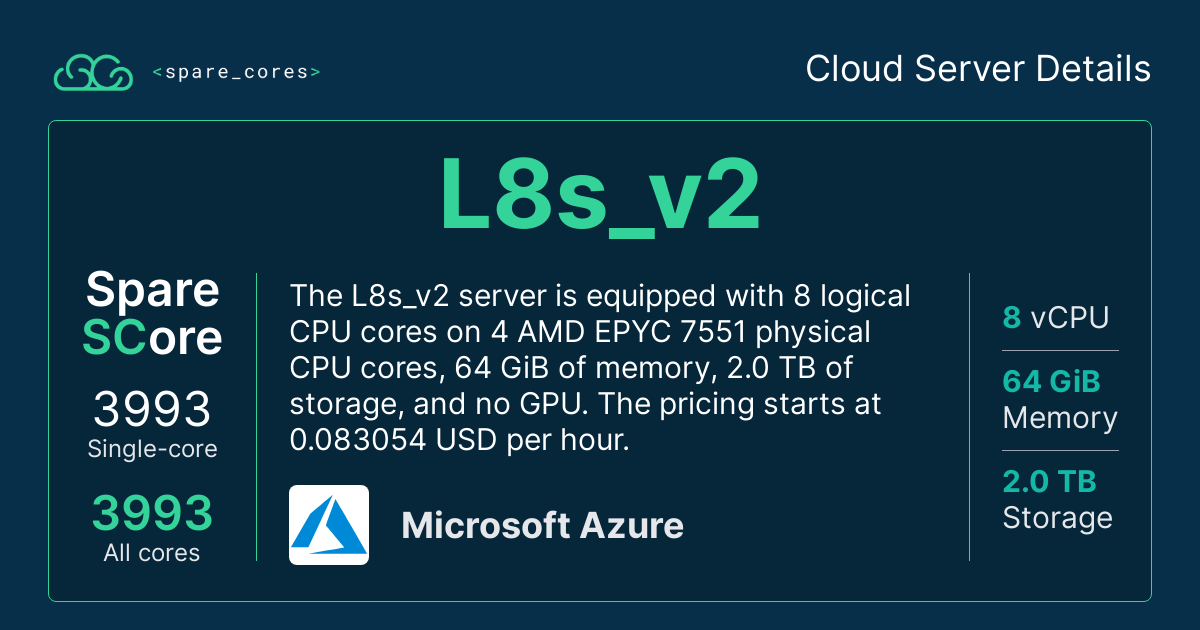 <spare_cores>
Cloud Server Details
L8s_v2
Spare
SCore
3993
Single-core
3993
All cores
The L8s_v2 server is equipped with 8 logical
CPU cores on 4 AMD EPYC 7551 physical
CPU cores, 64 GiB of memory, 2.0 TB of
storage, and no GPU. The pricing starts at
0.083054 USD per hour.
Microsoft Azure
8 vCPU
64 GiB
Memory
2.0 TB
Storage